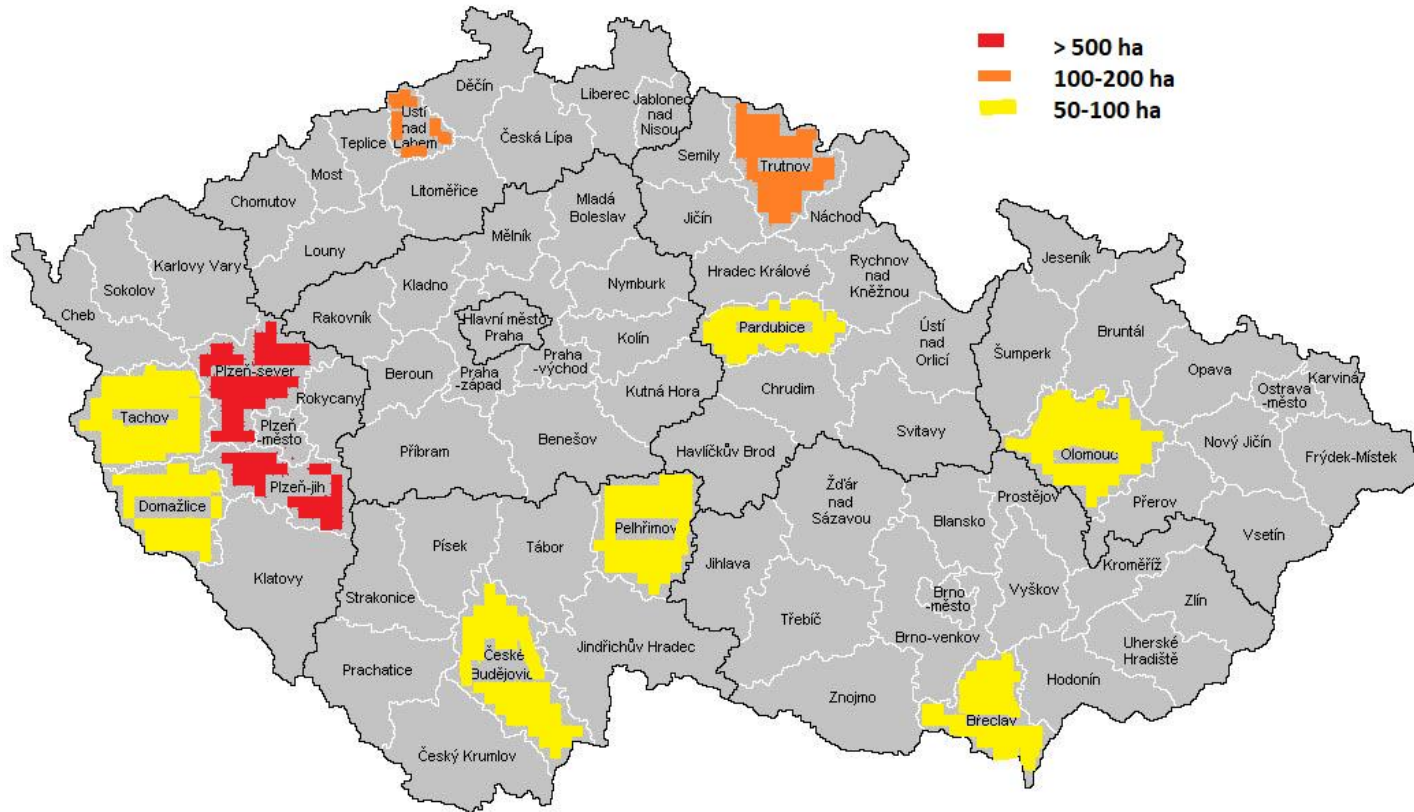 > 500 ha
100-200 ha
50-100 ha
Děčín
Liberec
Jablonec
nad
Nisou
Ústí
nad
Labem
Teplice
Česká Lípa
Semily
Trutnov
Most
Litoměřice
Chomutov
Mladá
Boleslav
Jičín
Náchod
Louny
Mělník
Karlovy Vary
Sokolov
Cheb
Kladno
Nymburk
Hradec Králové
Rychnov
nad
Kněžnou
Jeseník
Rakovník
Hlavní město
Praha
Kolín
Pardubice
Ústí
nad
Orlicí
Šumperk
Bruntál
Plzeň-sever
Beroun
Praha
-západ
Praha
-východ
Kutná Hora
Chrudim
Opava
Ostrava
-město
Karviná
Rokycany
Tachov
Plzeň
-město
Příbram
Benešov
Havlíčkův Brod
Svitavy
Olomouc
Nový Jičín
Frýdek-Místek
Plzeň-jih
Domažlice
Žďár
nad
Sázavou
Prostějov
Přerov
Vsetín
Pelhřimov
Blansko
Písek
Tábor
Jihlava
Klatovy
Kroměříž
Strakonice
Třebíč
Brno
-město
Vyškov
Zlín
Brno-venkov
Uherské
Hradiště
Jindřichův Hradec
České
Budějovic
Prachatice
Hodonín
Znojmo
Břeclav
Český Krumlov